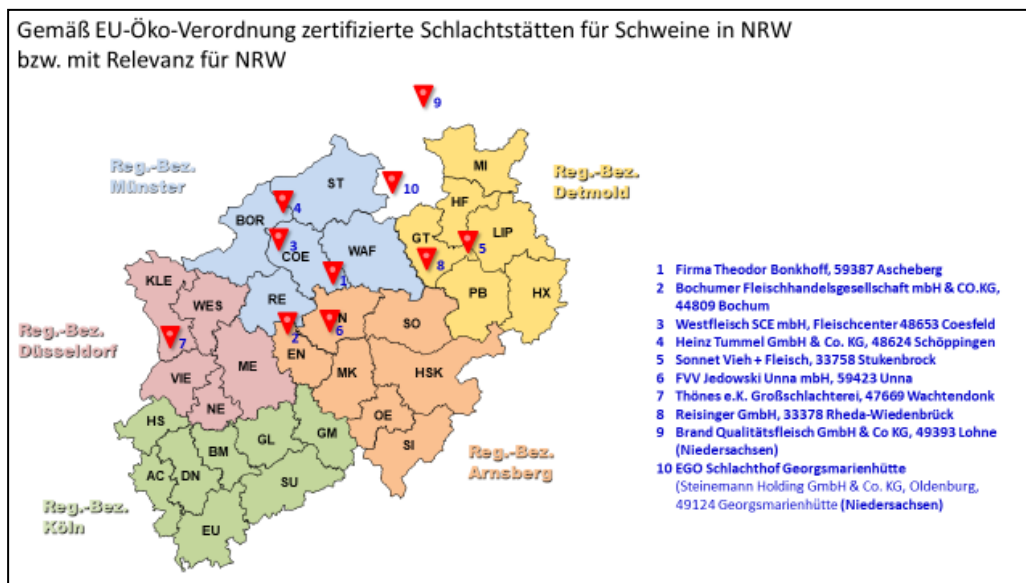 Gemäß EU-Öko-Verordnung zertifizierte Schlachtstätten für Schweine in NRW
bzw. mit Relevanz für NRW
9
MI
Reg.-Bez.
Münster
ST
10
Reg.-Bez.
Detmold
4
HF
BOR
LIP
3
WAF
GT
5
COE
8
1
KLE
PB
HX
RE
WES
N
SO
2
6
Reg.-Bez.
Düsseldorf
7
EN
ME
MK
HSK
VIE
NE
OE
HS
GL
GM
BM
SI
Reg.-Bez.
Arnsberg
AC
DN
SU
Reg.-Bez.
Köln
EU
1 Firma Theodor Bonkhoff, 59387 Ascheberg
2 Bochumer Fleischhandelsgesellschaft mbH & CO.KG,
44809 Bochum
3 Westfleisch SCE mbH, Fleischcenter 48653 Coesfeld
4 Heinz Tummel GmbH & Co. KG, 48624 Schöppingen
5 Sonnet Vieh + Fleisch, 33758 Stukenbrock
6 FVV Jedowski Unna mbH, 59423 Unna
7 Thönes e.K. Großschlachterei, 47669 Wachtendonk
8 Reisinger GmbH, 33378 Rheda-Wiedenbrück
9 Brand Qualitätsfleisch GmbH & Co KG, 49393 Lohne
(Niedersachsen)
10 EGO Schlachthof Georgsmarienhütte
(Steinemann Holding GmbH & Co. KG, Oldenburg,
49124 Georgsmarienhütte (Niedersachsen)